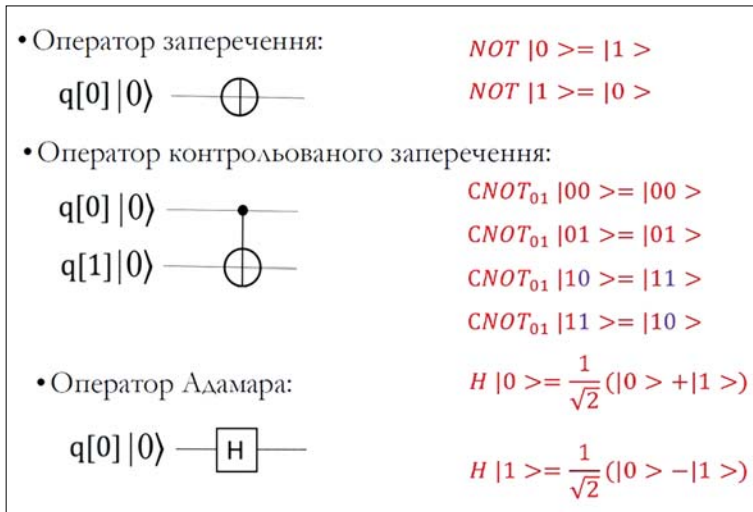 • Оператор заперечення:
NOT |0 >= |1 >
q[0] |0⟩
NOT |1 >= |0 >
• Оператор контрольованого заперечення:
q[0] |0⟩
CNOT₀₁ |00 >= |00 >
CNOT₀₁ |01 >= |01 >
q[1] |0⟩
CNOT₀₁ |10 >= |11 >
CNOT₀₁ |11 >= |10 >
• Оператор Адамара:
H |0 >= 1/√2 (|0 > +|1 >)
q[0] |0⟩ H
H |1 >= 1/√2 (|0 > −|1 >)